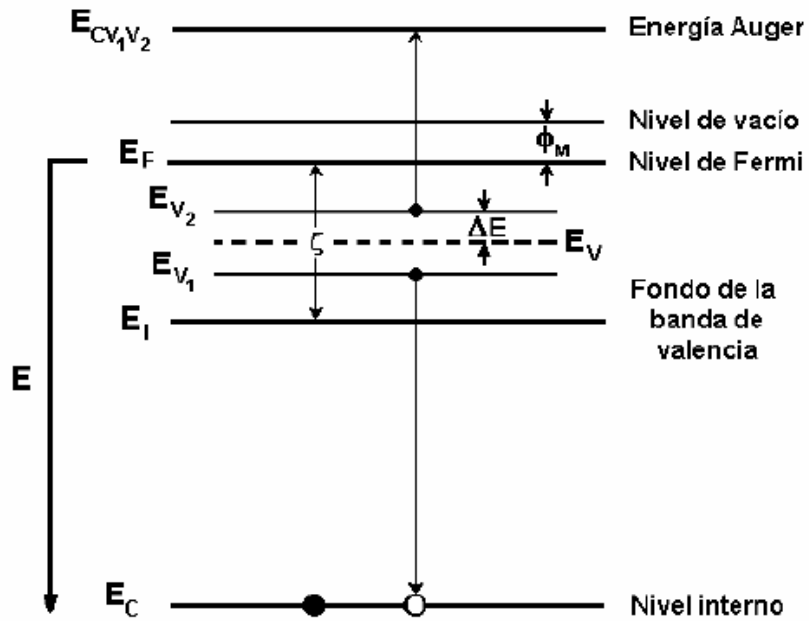 E_CV₁V₂ Energía Auger
Nivel de vacío
ϕ_M
E_F Nivel de Fermi
E_V₂
ΔE
ζ E_V
E_V₁
E_I Fondo de la
banda de
valencia
E
E_C Nivel interno